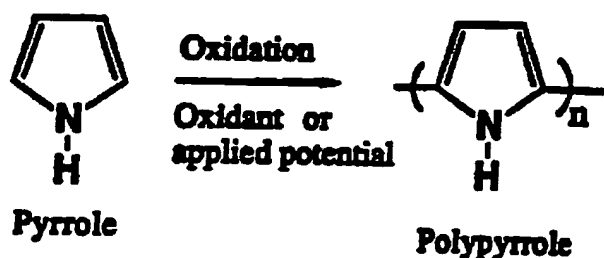 Oxidation
Oxidant or
applied potential
N
H
Pyrrole
N
H
n
Polypyrrole